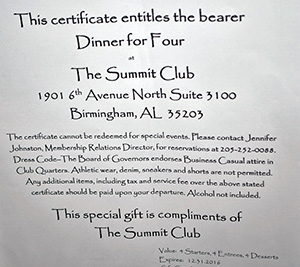 This certificate entitles the bearer
Dinner for Four
at
The Summit Club
1901 6th Avenue North Suite 3100
Birmingham, AL 35203
The certificate cannot be redeemed for special events. Please contact Jennifer
Johnston, Membership Relations Director, for reservations at 205-252-0088.
Dress Code–The Board of Governors endorses Business Casual attire in
Club Quarters. Athletic wear, denim, sneakers and shorts are not permitted.
Any additional items, including tax and service fee over the above stated
certificate should be paid upon your departure. Alcohol not included.
This special gift is compliments of
The Summit Club
Value: 4 Starters, 4 Entrees, 4 Desserts
Expires: 12.31.2016